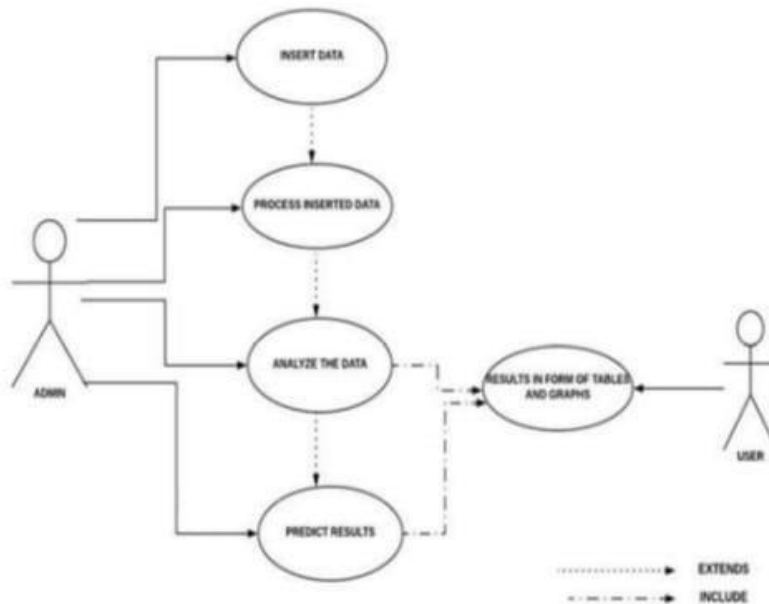 INSERT DATA
PROCESS INSERTED DATA
ANALYZE THE DATA
RESULTS IN FORM OF TABLES
AND GRAPHS
ADMIN
USER
PREDICT RESULTS
EXTENDS
INCLUDE